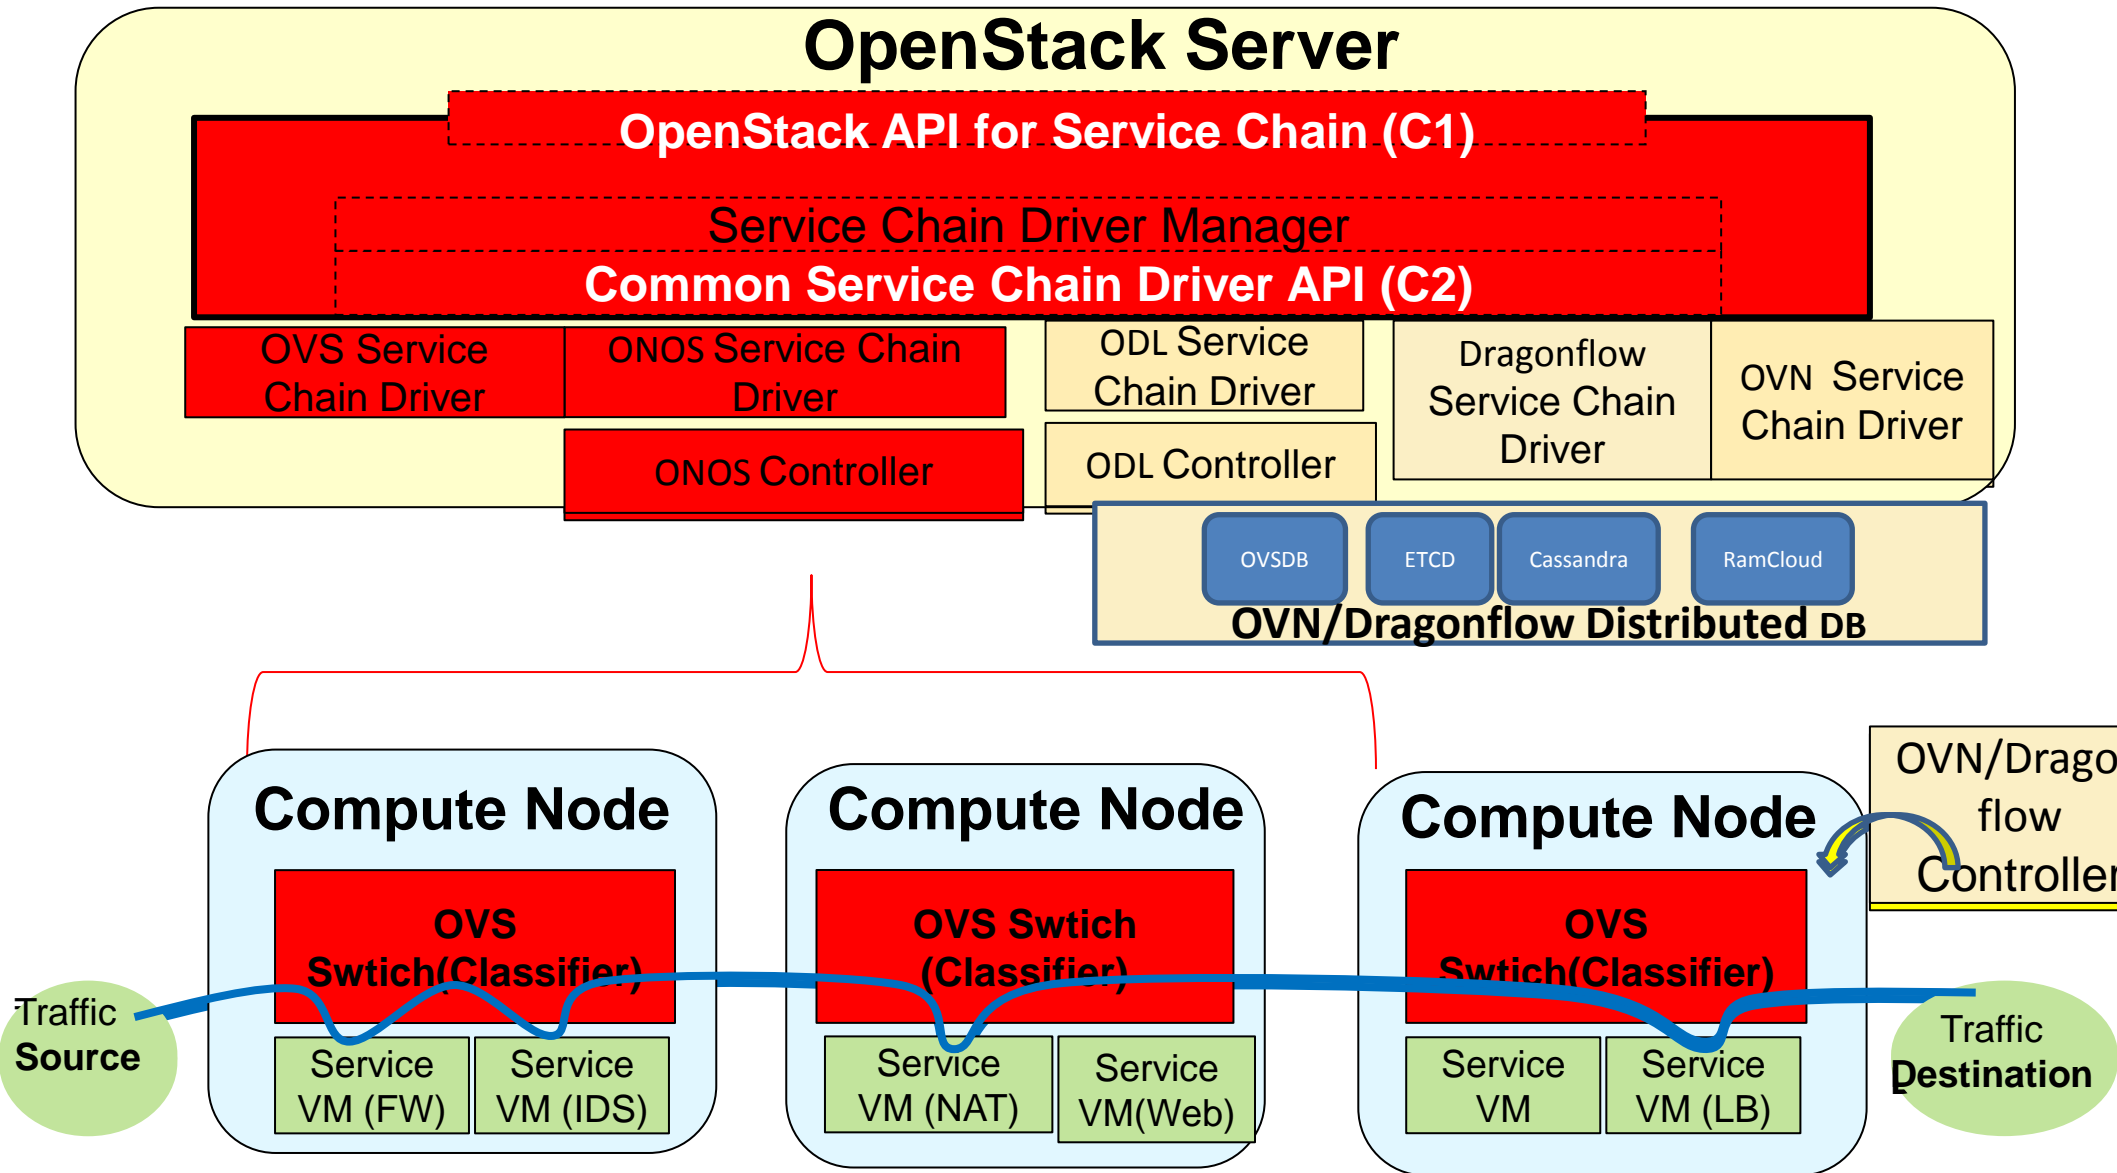 OpenStack Server
OpenStack API for Service Chain (C1)
Service Chain Driver Manager
Common Service Chain Driver API (C2)
OVS Service
Chain Driver
ONOS Service Chain
Driver
ODL Service
Chain Driver
Dragonflow
Service Chain
Driver
OVN Service
Chain Driver
ONOS Controller
ODL Controller
OVSDB
ETCD
Cassandra
RamCloud
OVN/Dragonflow Distributed DB
Compute Node
Compute Node
Compute Node
OVN/Drago
flow
Controller
OVS
Swtich(Classifier)
OVS Swtich
(Classifier)
OVS
Swtich(Classifier)
Traffic
Source
Service
VM (FW)
Service
VM (IDS)
Service
VM (NAT)
Service
VM(Web)
Service
VM
Service
VM (LB)
Traffic
Destination